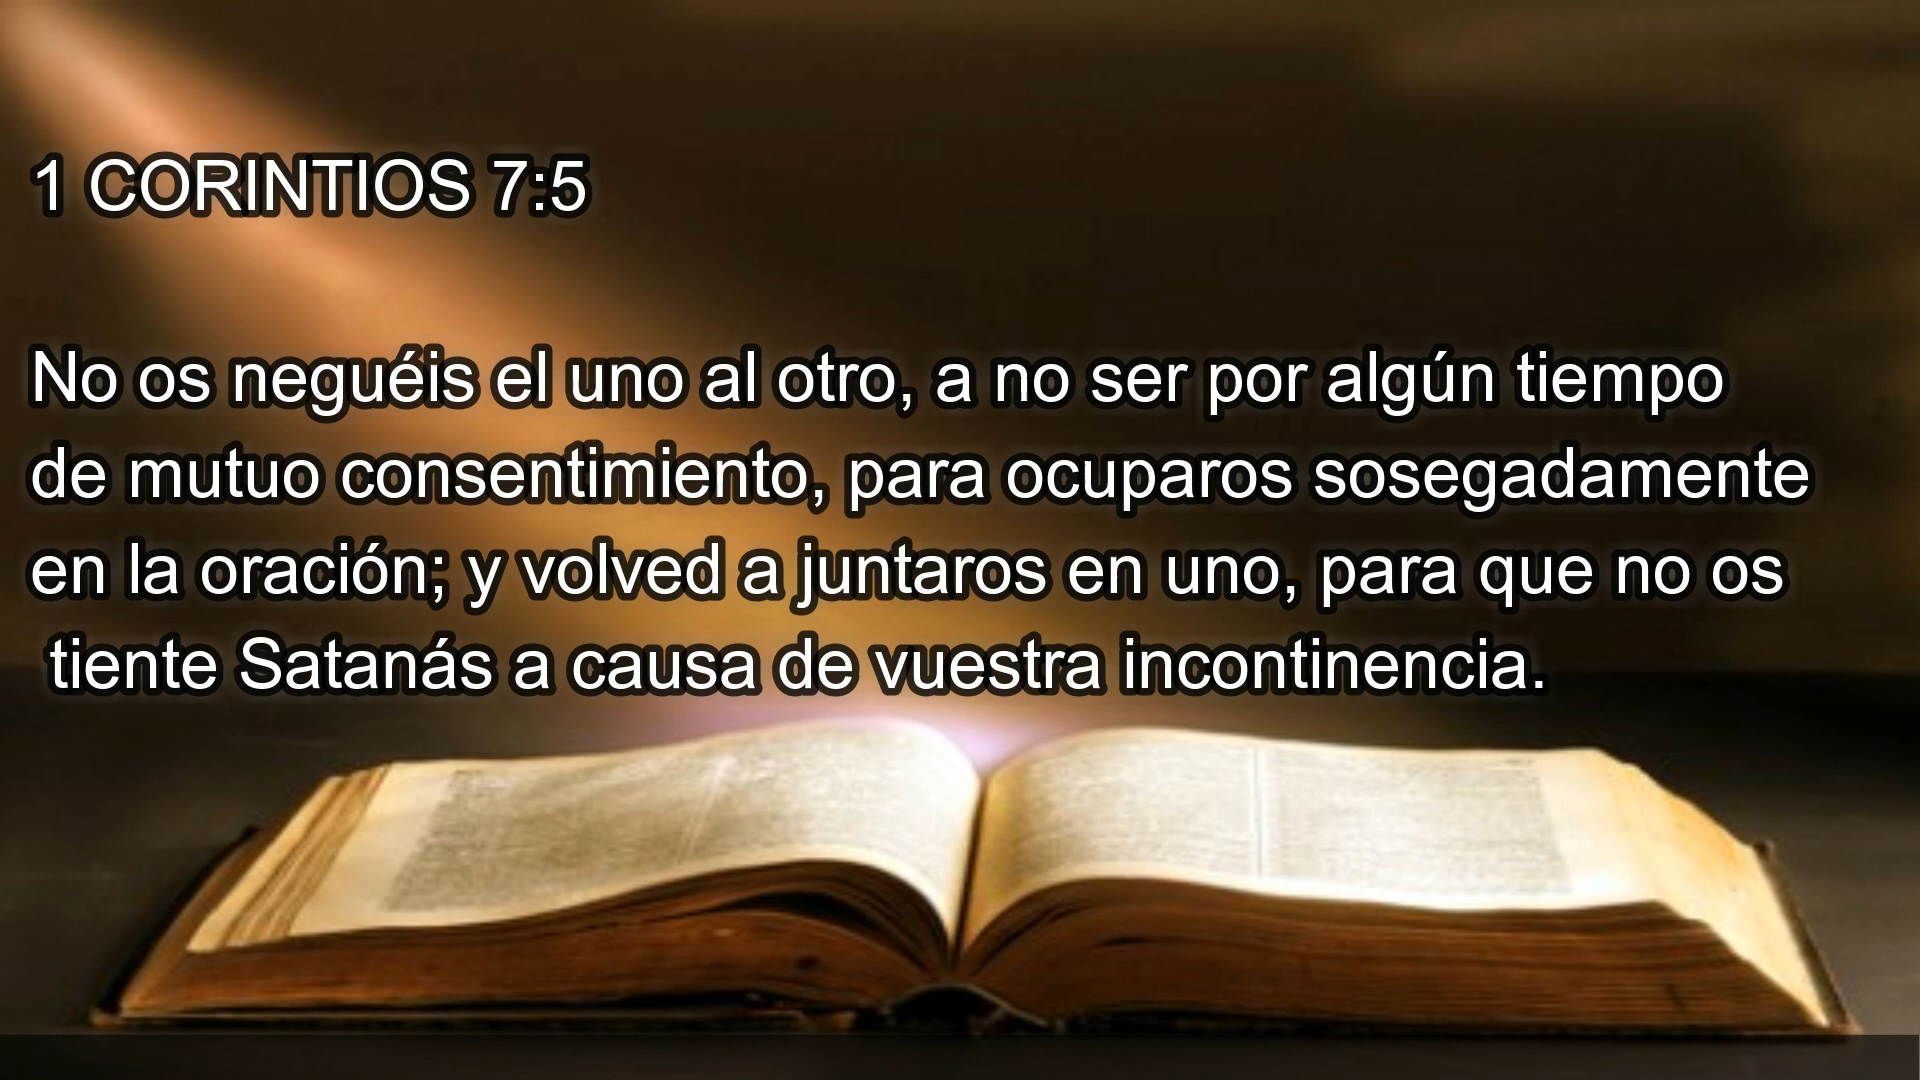 1 CORINTIOS 7:5
No os neguéis el uno al otro, a no ser por algún tiempo
de mutuo consentimiento, para ocuparos sosegadamente
en la oración; y volved a juntaros en uno, para que no os
tiente Satanás a causa de vuestra incontinencia.